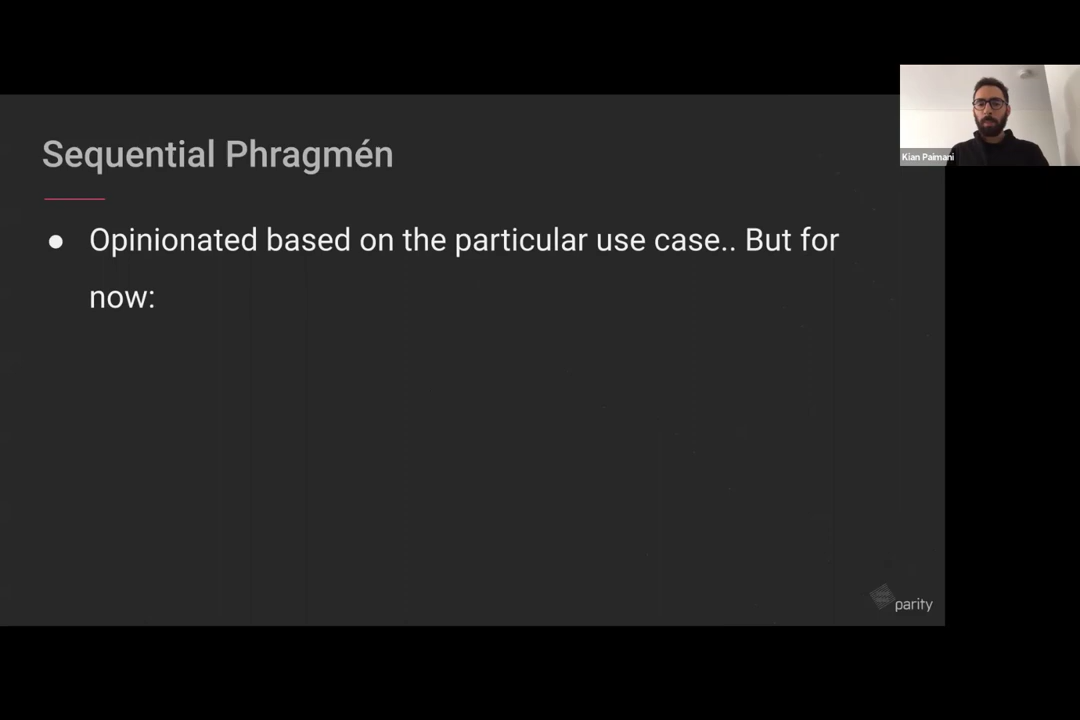 Sequential Phragmén
● Opinionated based on the particular use case.. But for
now:
Kian Paimani
parity